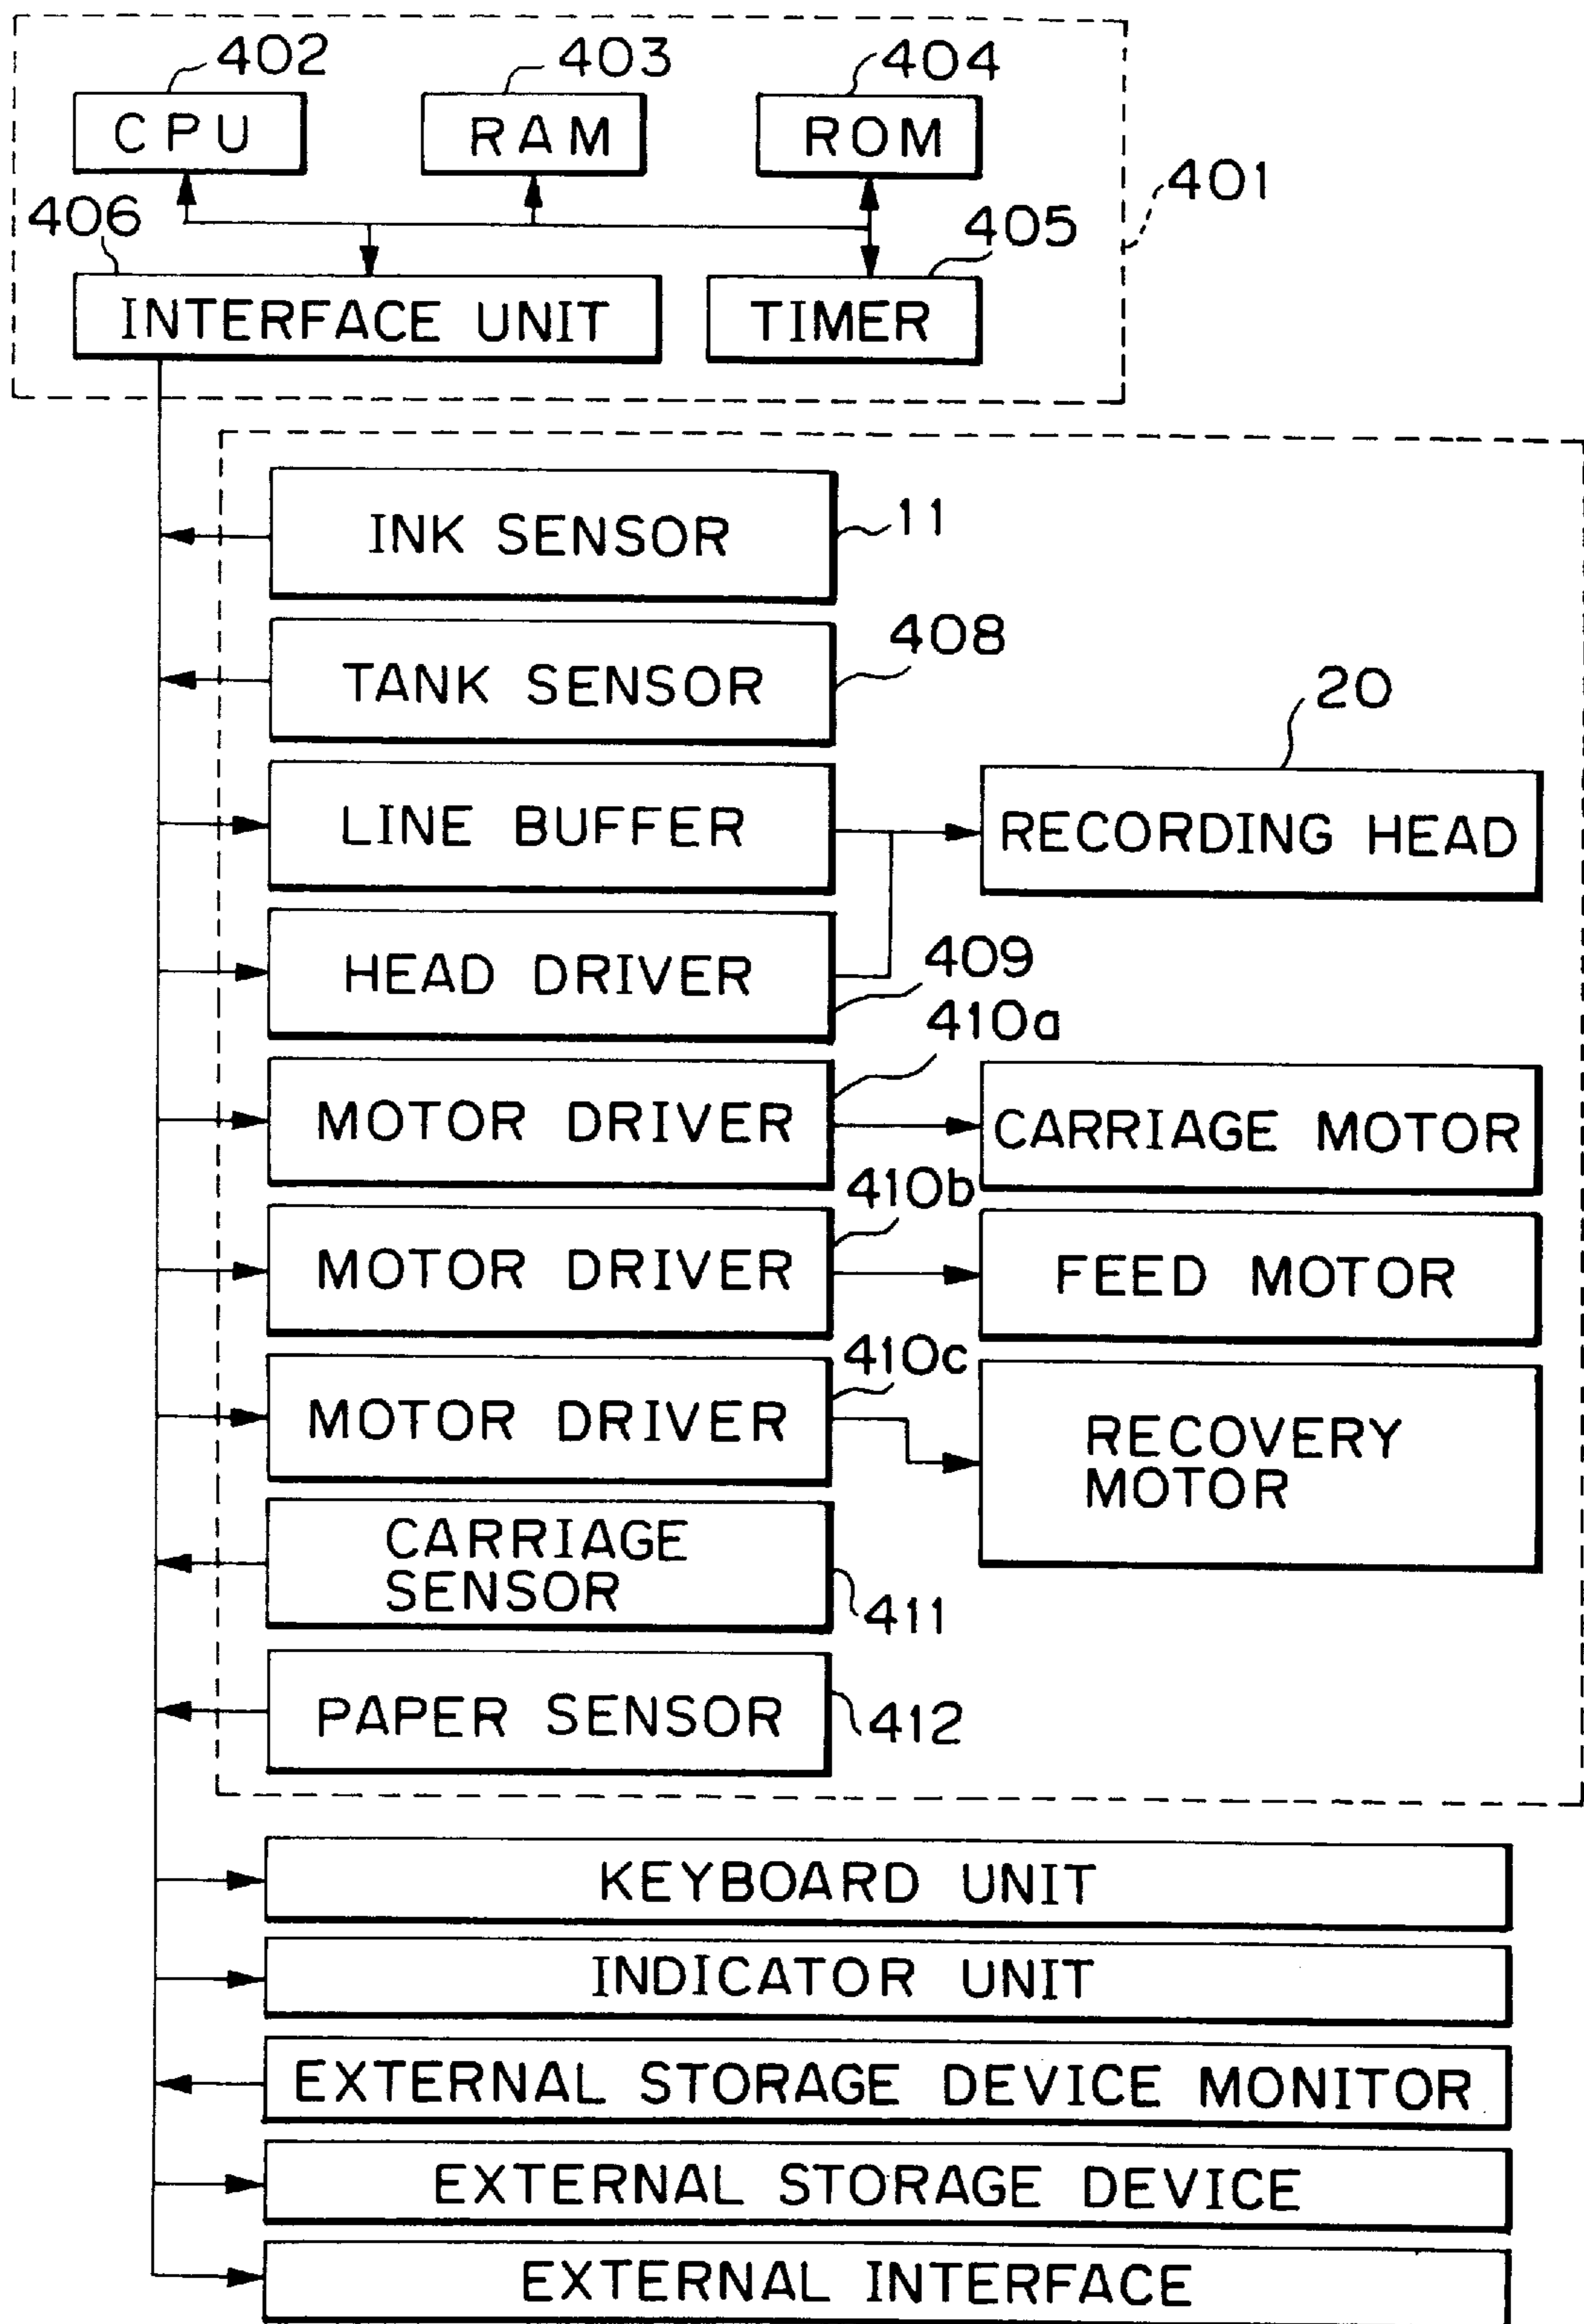 402
403
404
CPU
RAM
ROM
401
406
405
INTERFACE UNIT
TIMER
INK SENSOR
11
TANK SENSOR
408
20
LINE BUFFER
RECORDING HEAD
HEAD DRIVER
409
410a
MOTOR DRIVER
CARRIAGE MOTOR
410b
MOTOR DRIVER
FEED MOTOR
410c
MOTOR DRIVER
RECOVERY
MOTOR
CARRIAGE
SENSOR
411
PAPER SENSOR
412
KEYBOARD UNIT
INDICATOR UNIT
EXTERNAL STORAGE DEVICE MONITOR
EXTERNAL STORAGE DEVICE
EXTERNAL INTERFACE